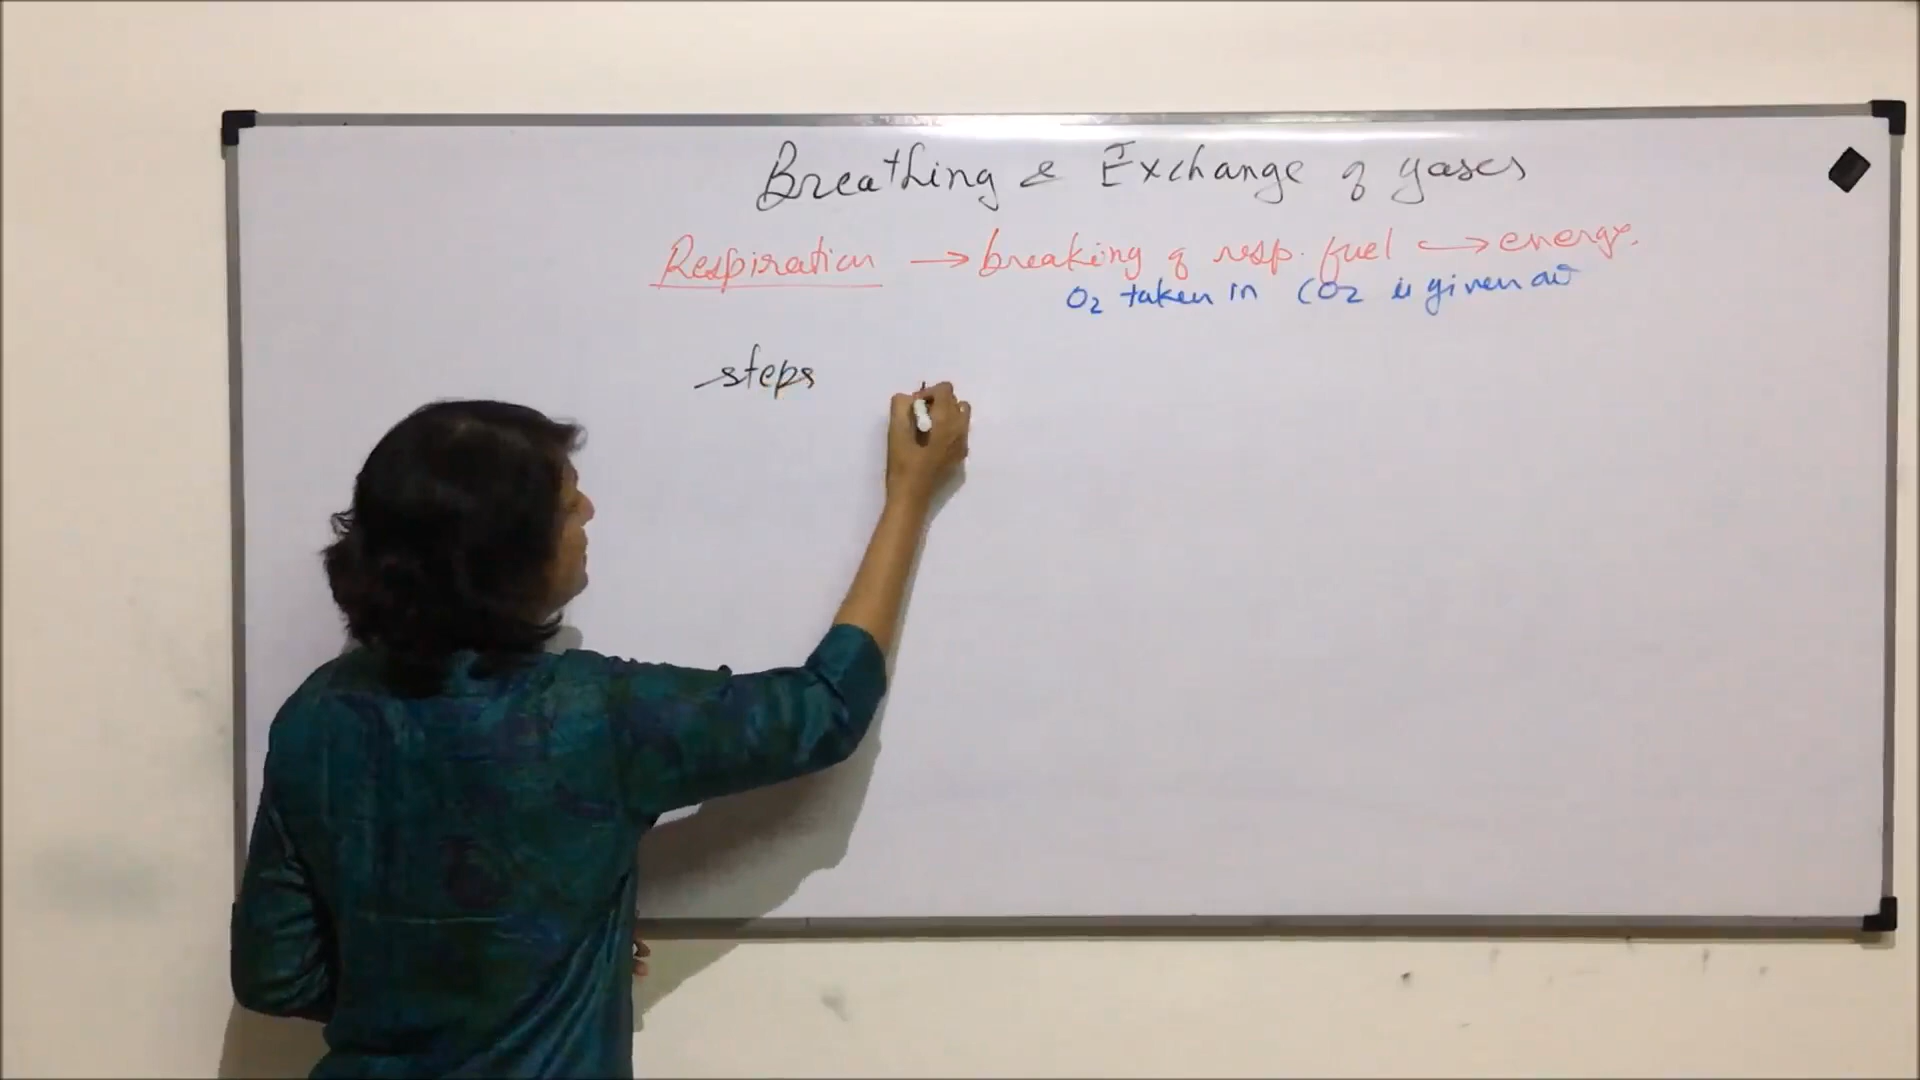 Breathing & Exchange of gases
Respiration → breaking of resp. fuel → energy.
O2 taken in CO2 is given out
steps